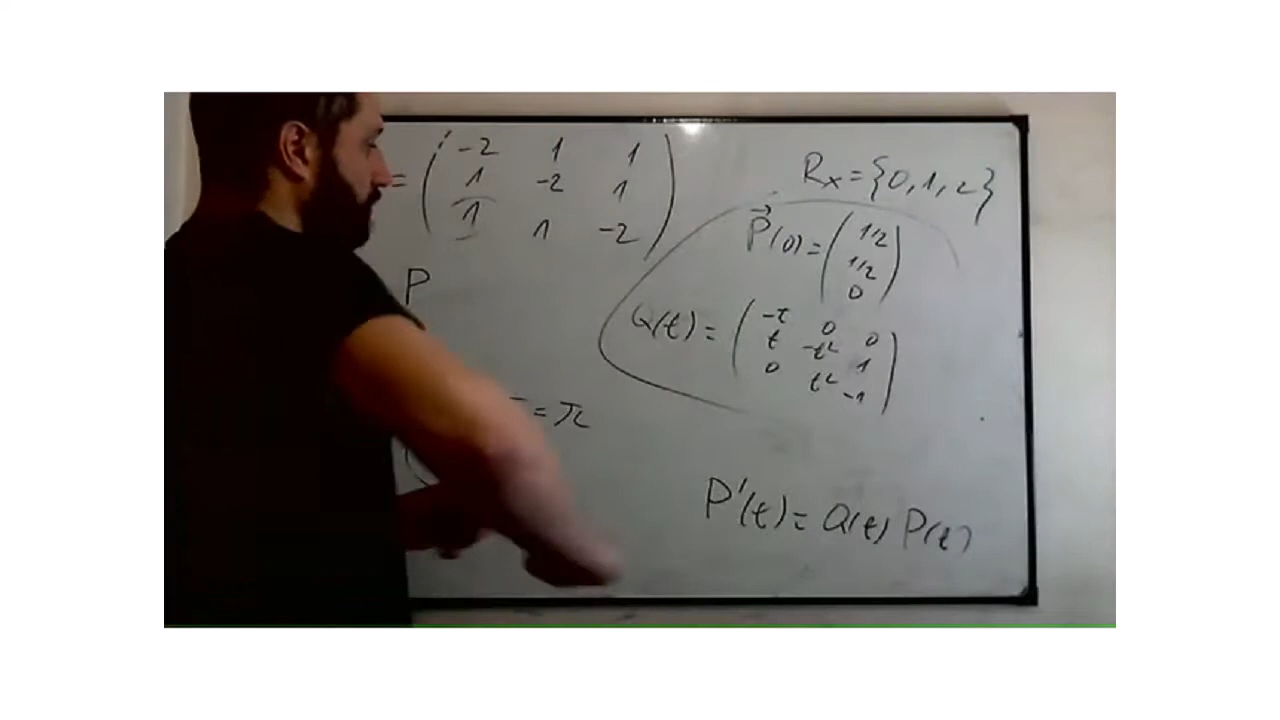 = ( -2 1 1
1 -2 1
1 1 -2 )
P
= π
Rx = {0, 1, 2}
P⃗(0) = ( 1/2
1/2
0 )
Q(t) = ( -t 0 0
t -t² 1
0 t² -1 )
P'(t) = Q(t) P(t)